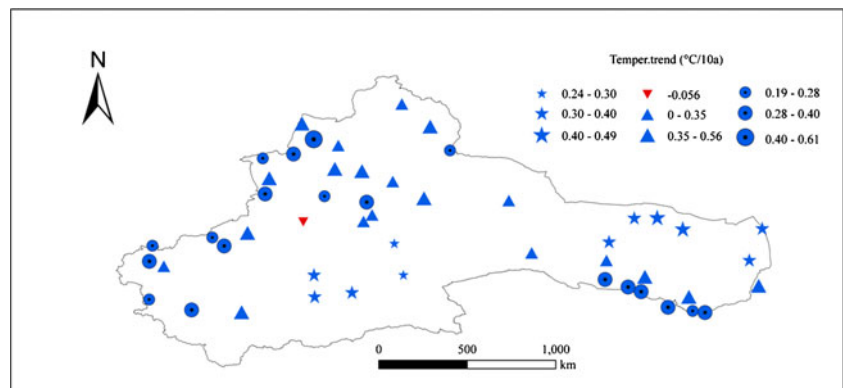 N
Temper.trend (°C/10a)
0.24 - 0.30 -0.056 0.19 - 0.28
0.30 - 0.40 0 - 0.35 0.28 - 0.40
0.40 - 0.49 0.35 - 0.56 0.40 - 0.61
0 500 1,000
km